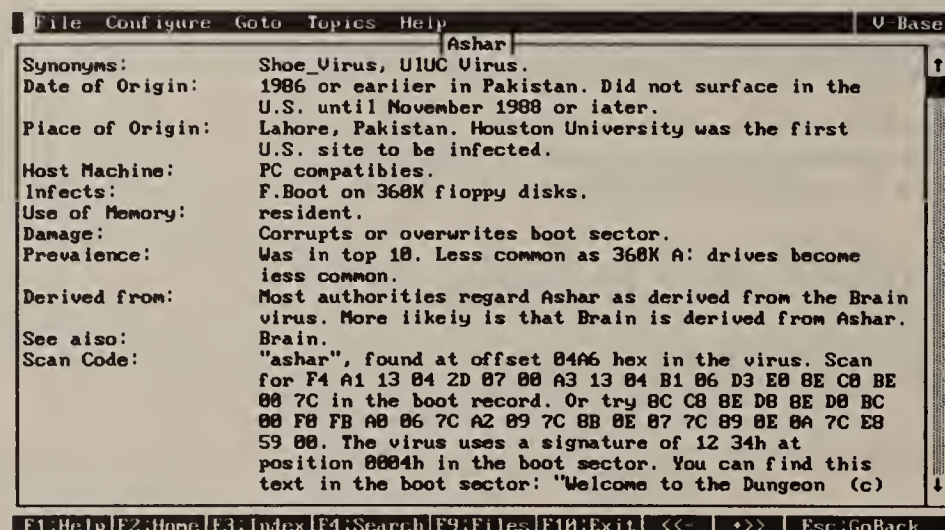 File Configure Goto Topics Help V-Base
Ashar
Synonyms: Shoe_Virus, UIUC Virus.
Date of Origin: 1986 or earlier in Pakistan. Did not surface in the
U.S. until November 1988 or later.
Place of Origin: Lahore, Pakistan. Houston University was the first
U.S. site to be infected.
Host Machine: PC compatibles.
Infects: F.Boot on 360K floppy disks.
Use of Memory: resident.
Damage: Corrupts or overwrites boot sector.
Prevalence: Was in top 10. Less common as 360K A: drives become
less common.
Derived from: Most authorities regard Ashar as derived from the Brain
virus. More likely is that Brain is derived from Ashar.
See also: Brain.
Scan Code: "ashar", found at offset 04A6 hex in the virus. Scan
for F4 A1 13 04 2D 07 00 A3 13 04 B1 06 D3 E0 8E C0 BE
00 7C in the boot record. Or try 8C C8 8E D8 8E D0 BC
00 F0 FB A0 06 7C A2 09 7C 8B 0E 07 7C 89 0E 0A 7C E8
59 00. The virus uses a signature of 12 34h at
position 0004h in the boot sector. You can find this
text in the boot sector: "Welcome to the Dungeon (c)
F1:Help F2:Home F3:Index F4:Search F9:Files F10:Exit <<- +>> Esc:GoBack